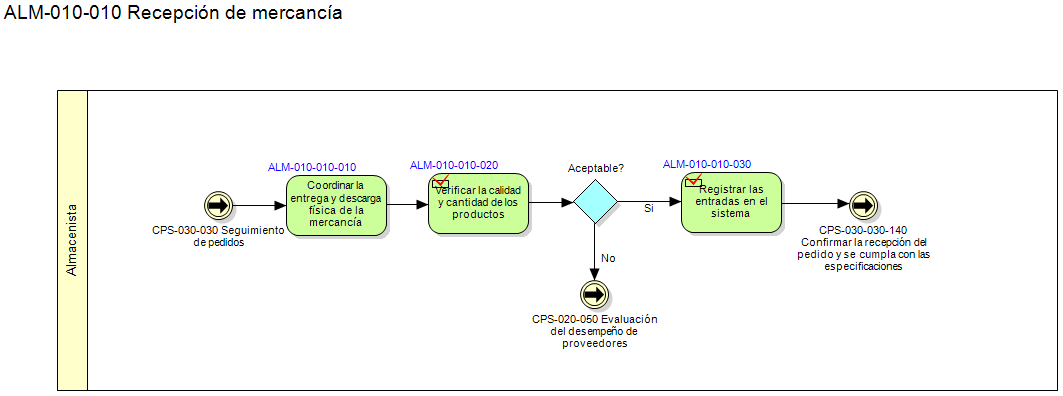 ALM-010-010 Recepción de mercancía
Almacenista
CPS-030-030 Seguimiento
de pedidos
ALM-010-010-010
Coordinar la
entrega y descarga
física de la
mercancía
ALM-010-010-020
Verificar la calidad
y cantidad de los
productos
Aceptable?
Si
No
CPS-020-050 Evaluación
del desempeño de
proveedores
ALM-010-010-030
Registrar las
entradas en el
sistema
CPS-030-030-140
Confirmar la recepción del
pedido y se cumpla con las
especificaciones